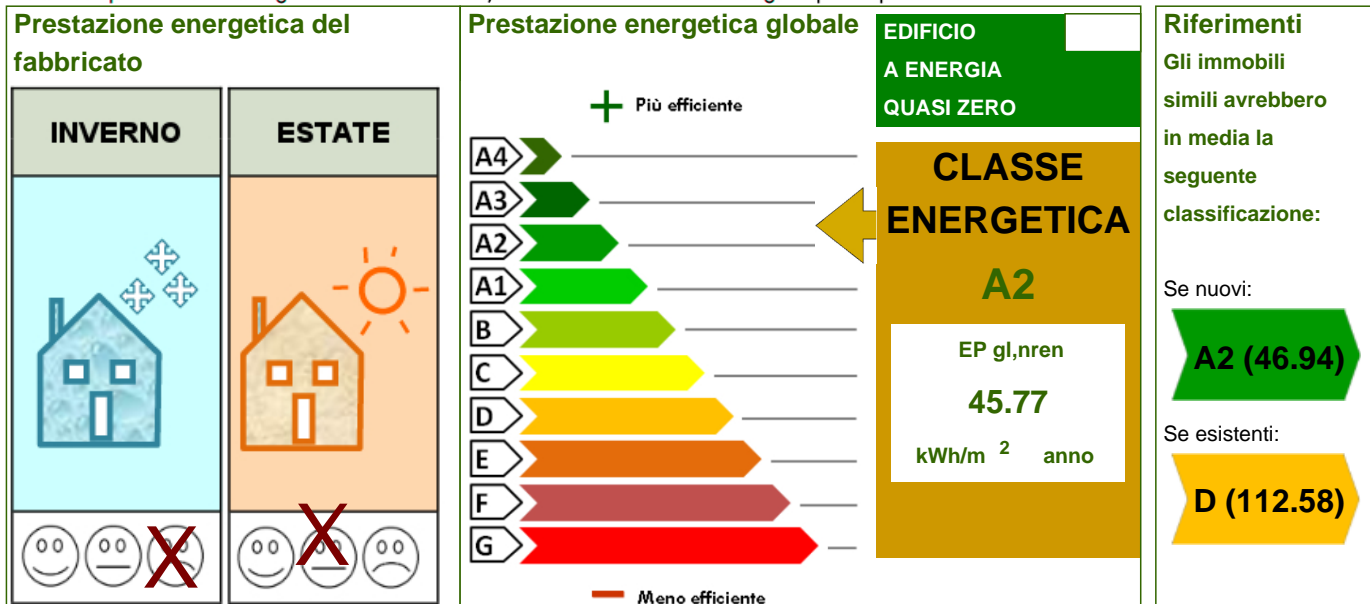 Prestazione energetica del
fabbricato
INVERNO
ESTATE
X
X
Prestazione energetica globale
+ Più efficiente
A4
A3
A2
A1
B
C
D
E
F
G
− Meno efficiente
EDIFICIO
A ENERGIA
QUASI ZERO
CLASSE
ENERGETICA
A2
EP gl,nren
45.77
kWh/m 2 anno
Riferimenti
Gli immobili
simili avrebbero
in media la
seguente
classificazione:
Se nuovi:
A2 (46.94)
Se esistenti:
D (112.58)